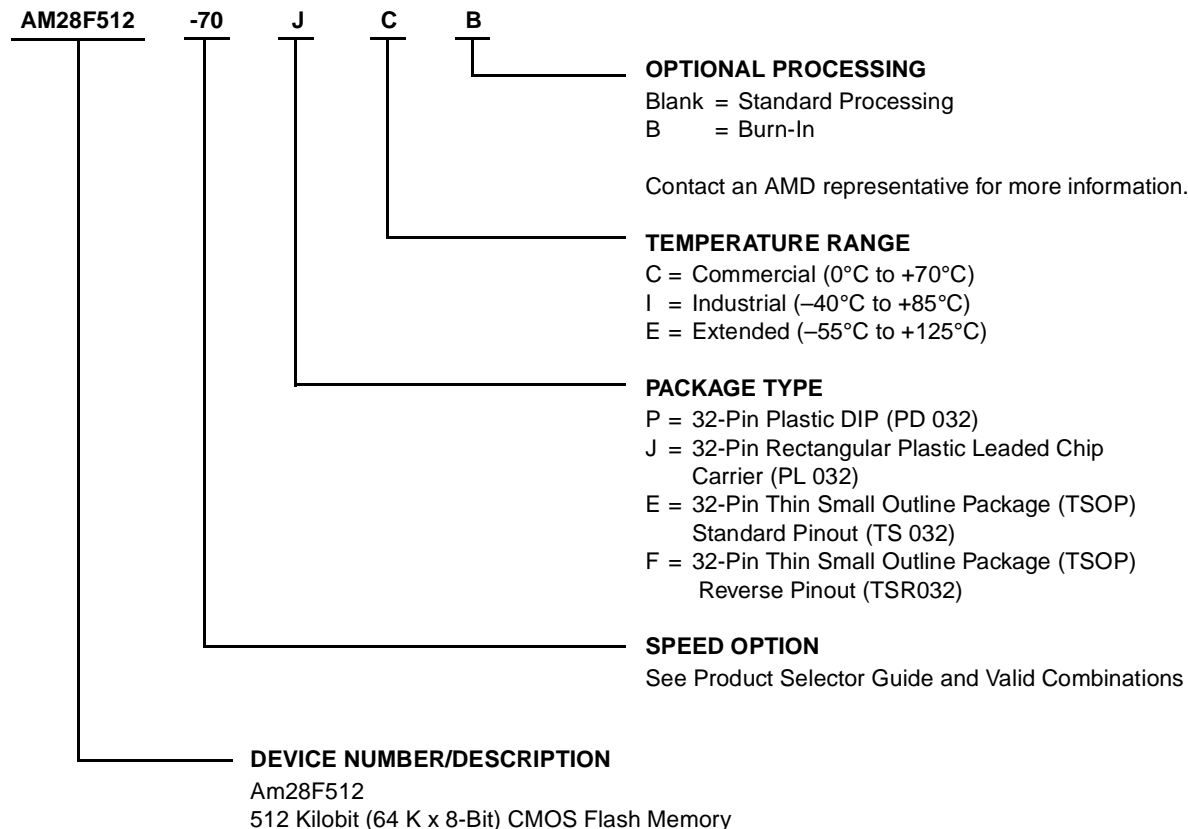 AM28F512 -70 J C B
OPTIONAL PROCESSING
Blank = Standard Processing
B = Burn-In
Contact an AMD representative for more information.
TEMPERATURE RANGE
C = Commercial (0°C to +70°C)
I = Industrial (–40°C to +85°C)
E = Extended (–55°C to +125°C)
PACKAGE TYPE
P = 32-Pin Plastic DIP (PD 032)
J = 32-Pin Rectangular Plastic Leaded Chip
Carrier (PL 032)
E = 32-Pin Thin Small Outline Package (TSOP)
Standard Pinout (TS 032)
F = 32-Pin Thin Small Outline Package (TSOP)
Reverse Pinout (TSR032)
SPEED OPTION
See Product Selector Guide and Valid Combinations
DEVICE NUMBER/DESCRIPTION
Am28F512
512 Kilobit (64 K x 8-Bit) CMOS Flash Memory